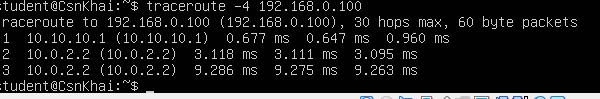 student@CsnKhai:~$ traceroute -4 192.168.0.100
traceroute to 192.168.0.100 (192.168.0.100), 30 hops max, 60 byte packets
1 10.10.10.1 (10.10.10.1) 0.677 ms 0.647 ms 0.960 ms
2 10.0.2.2 (10.0.2.2) 3.118 ms 3.111 ms 3.095 ms
3 10.0.2.2 (10.0.2.2) 9.286 ms 9.275 ms 9.263 ms
student@CsnKhai:~$